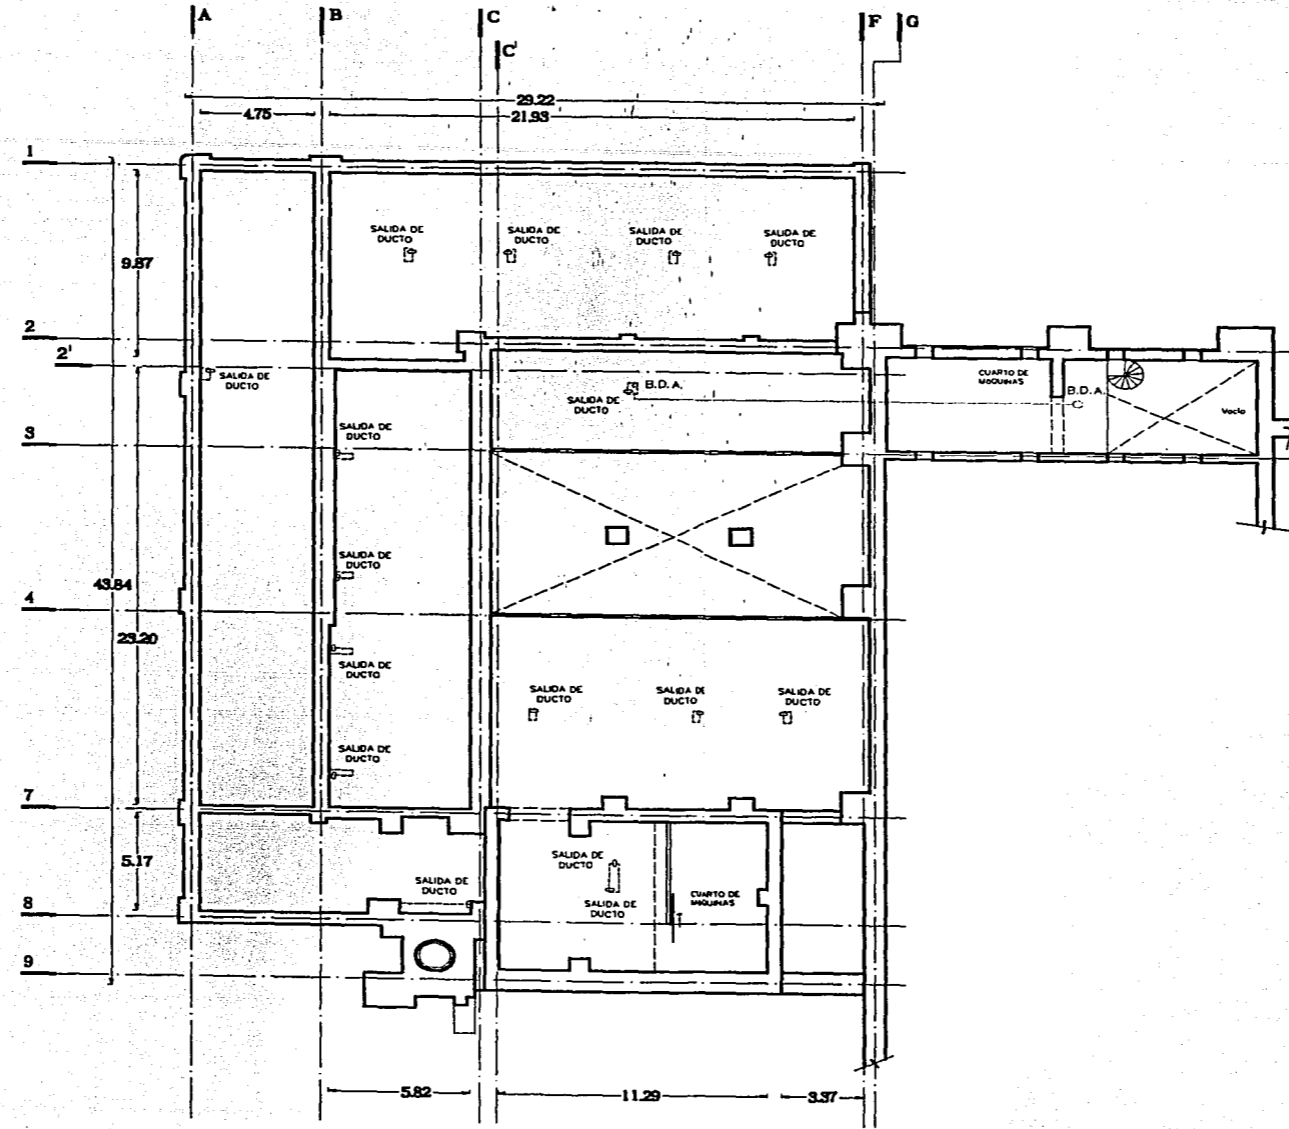 A
B
C
F
G
C'
29.22
4.75
21.93
1
SALIDA DE
DUCTO
SALIDA DE
DUCTO
SALIDA DE
DUCTO
SALIDA DE
DUCTO
9.87
2
2'
SALIDA DE
DUCTO
CUARTO DE
MAQUINAS
B.D.A.
SALIDA DE
DUCTO
B.D.A.
Vacio
3
SALIDA DE
DUCTO
SALIDA DE
DUCTO
43.84
4
23.20
SALIDA DE
DUCTO
SALIDA DE
DUCTO
SALIDA DE
DUCTO
SALIDA DE
DUCTO
SALIDA DE
DUCTO
7
5.17
SALIDA DE
DUCTO
SALIDA DE
DUCTO
SALIDA DE
DUCTO
CUARTO DE
MAQUINAS
8
9
5.82
11.29
3.37